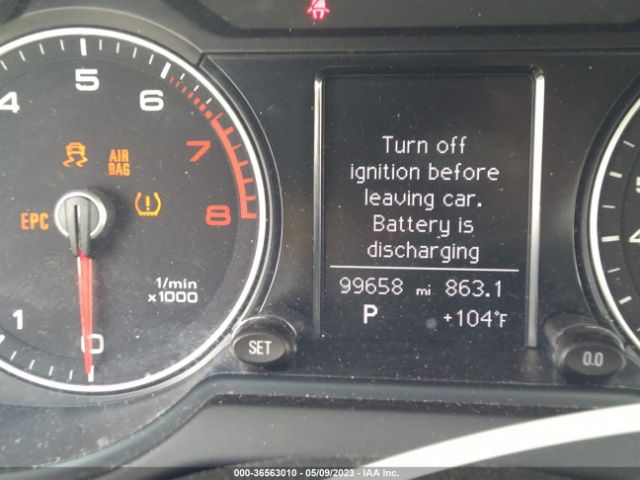 4
5
6
7
8
AIR
BAG
EPC
1/min
x1000
1
0
SET
Turn off
ignition before
leaving car.
Battery is
discharging
99658 mi 863.1
P +104°F
0.0
000-36563010 - 05/09/2023 - IAA Inc.